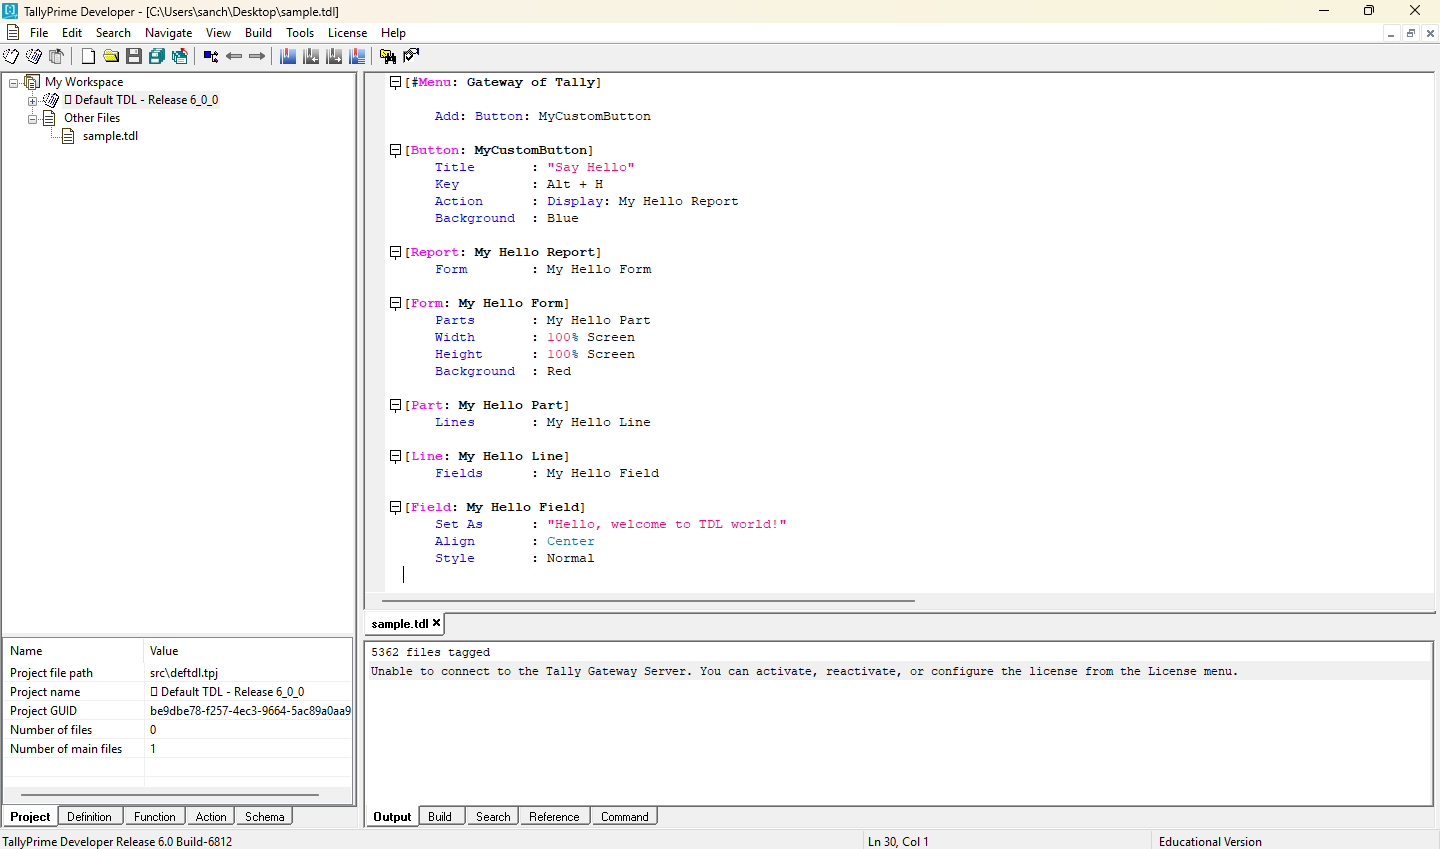 TallyPrime Developer - [C:\Users\sanch\Desktop\sample.tdl]
File Edit Search Navigate View Build Tools License Help
My Workspace
Default TDL - Release 6_0_0
Other Files
sample.tdl
[#Menu: Gateway of Tally]
Add: Button: MyCustomButton
[Button: MyCustomButton]
Title : "Say Hello"
Key : Alt + H
Action : Display: My Hello Report
Background : Blue
[Report: My Hello Report]
Form : My Hello Form
[Form: My Hello Form]
Parts : My Hello Part
Width : 100% Screen
Height : 100% Screen
Background : Red
[Part: My Hello Part]
Lines : My Hello Line
[Line: My Hello Line]
Fields : My Hello Field
[Field: My Hello Field]
Set As : "Hello, welcome to TDL world!"
Align : Center
Style : Normal
sample.tdl
Name Value
Project file path src\deftdl.tpj
Project name Default TDL - Release 6_0_0
Project GUID be9dbe78-f257-4ec3-9664-5ac89a0aa9
Number of files 0
Number of main files 1
Project Definition Function Action Schema
5362 files tagged
Unable to connect to the Tally Gateway Server. You can activate, reactivate, or configure the license from the License menu.
Output Build Search Reference Command
TallyPrime Developer Release 6.0 Build-6812
Ln 30, Col 1
Educational Version